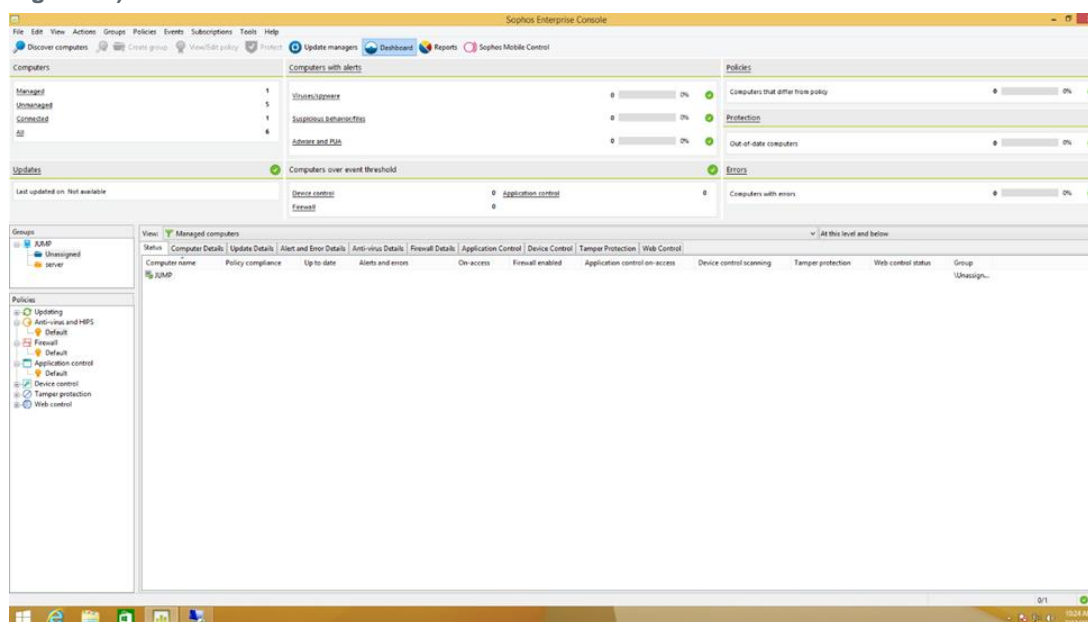 Sophos Enterprise Console
File Edit View Actions Groups Policies Events Subscriptions Tools Help
Discover computers Create group View/Edit policy Protect Update managers Dashboard Reports Sophos Mobile Control
Computers
Managed 1
Unmanaged 5
Connected 1
All 6
Updates
Last updated on Not available
Computers with alerts
Viruses/spyware 0 0%
Suspicious behavior/files 0 0%
Adware and PUA 0 0%
Computers over event threshold
Device control 0 Application control 0
Firewall 0
Policies
Computers that differ from policy 0 0%
Protection
Out-of-date computers 0 0%
Errors
Computers with errors 0 0%
Groups
JUMP
Unassigned
server
Policies
Updating
Anti-virus and HIPS
Default
Firewall
Default
Application control
Default
Device control
Tamper protection
Web control
View: Managed computers At this level and below
Status Computer Details Update Details Alert and Error Details Anti-virus Details Firewall Details Application Control Device Control Tamper Protection Web Control
Computer name Policy compliance Up to date Alerts and errors On-access Firewall enabled Application control on-access Device control scanning Tamper protection Web control status Group
JUMP \Unassign...
0/1